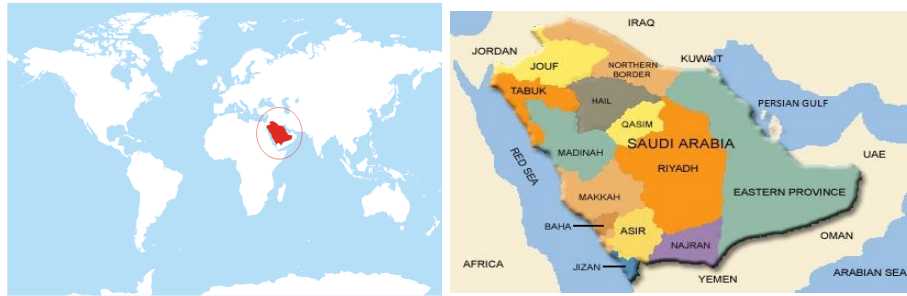 IRAQ
JORDAN
KUWAIT
JOUF
NORTHERN
BORDER
TABUK
HAIL
PERSIAN GULF
QASIM
SAUDI ARABIA
MADINAH
UAE
RED SEA
RIYADH
EASTERN PROVINCE
MAKKAH
BAHA
ASIR
OMAN
NAJRAN
AFRICA
JIZAN
YEMEN
ARABIAN SEA